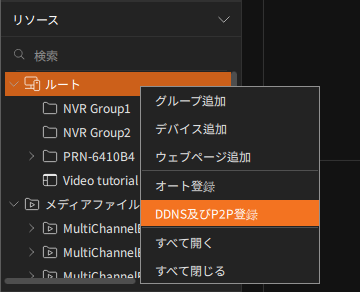 リソース
検索
ルート
NVR Group1
NVR Group2
PRN-6410B4
Video tutorial
メディアファイル
MultiChannel
MultiChannel
MultiChannel
グループ追加
デバイス追加
ウェブページ追加
オート登録
DDNS及びP2P登録
すべて開く
すべて閉じる